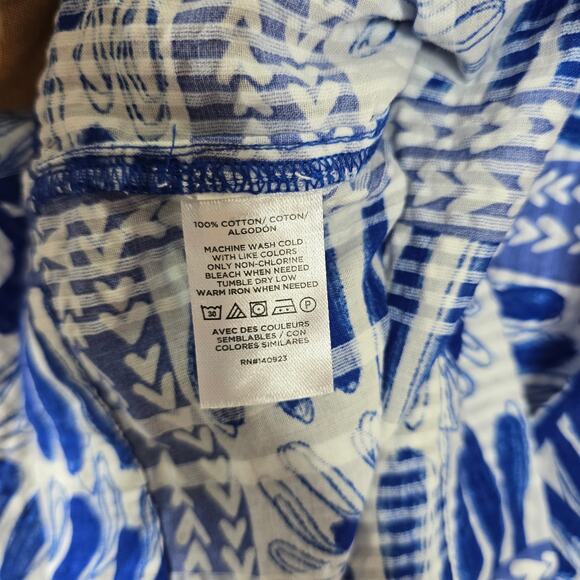 100% COTTON/ COTON/
ALGODÓN
MACHINE WASH COLD
WITH LIKE COLORS
ONLY NON-CHLORINE
BLEACH WHEN NEEDED
TUMBLE DRY LOW
WARM IRON WHEN NEEDED
30 P
AVEC DES COULEURS
SEMBLABLES / CON
COLORES SIMILARES
RN#140923